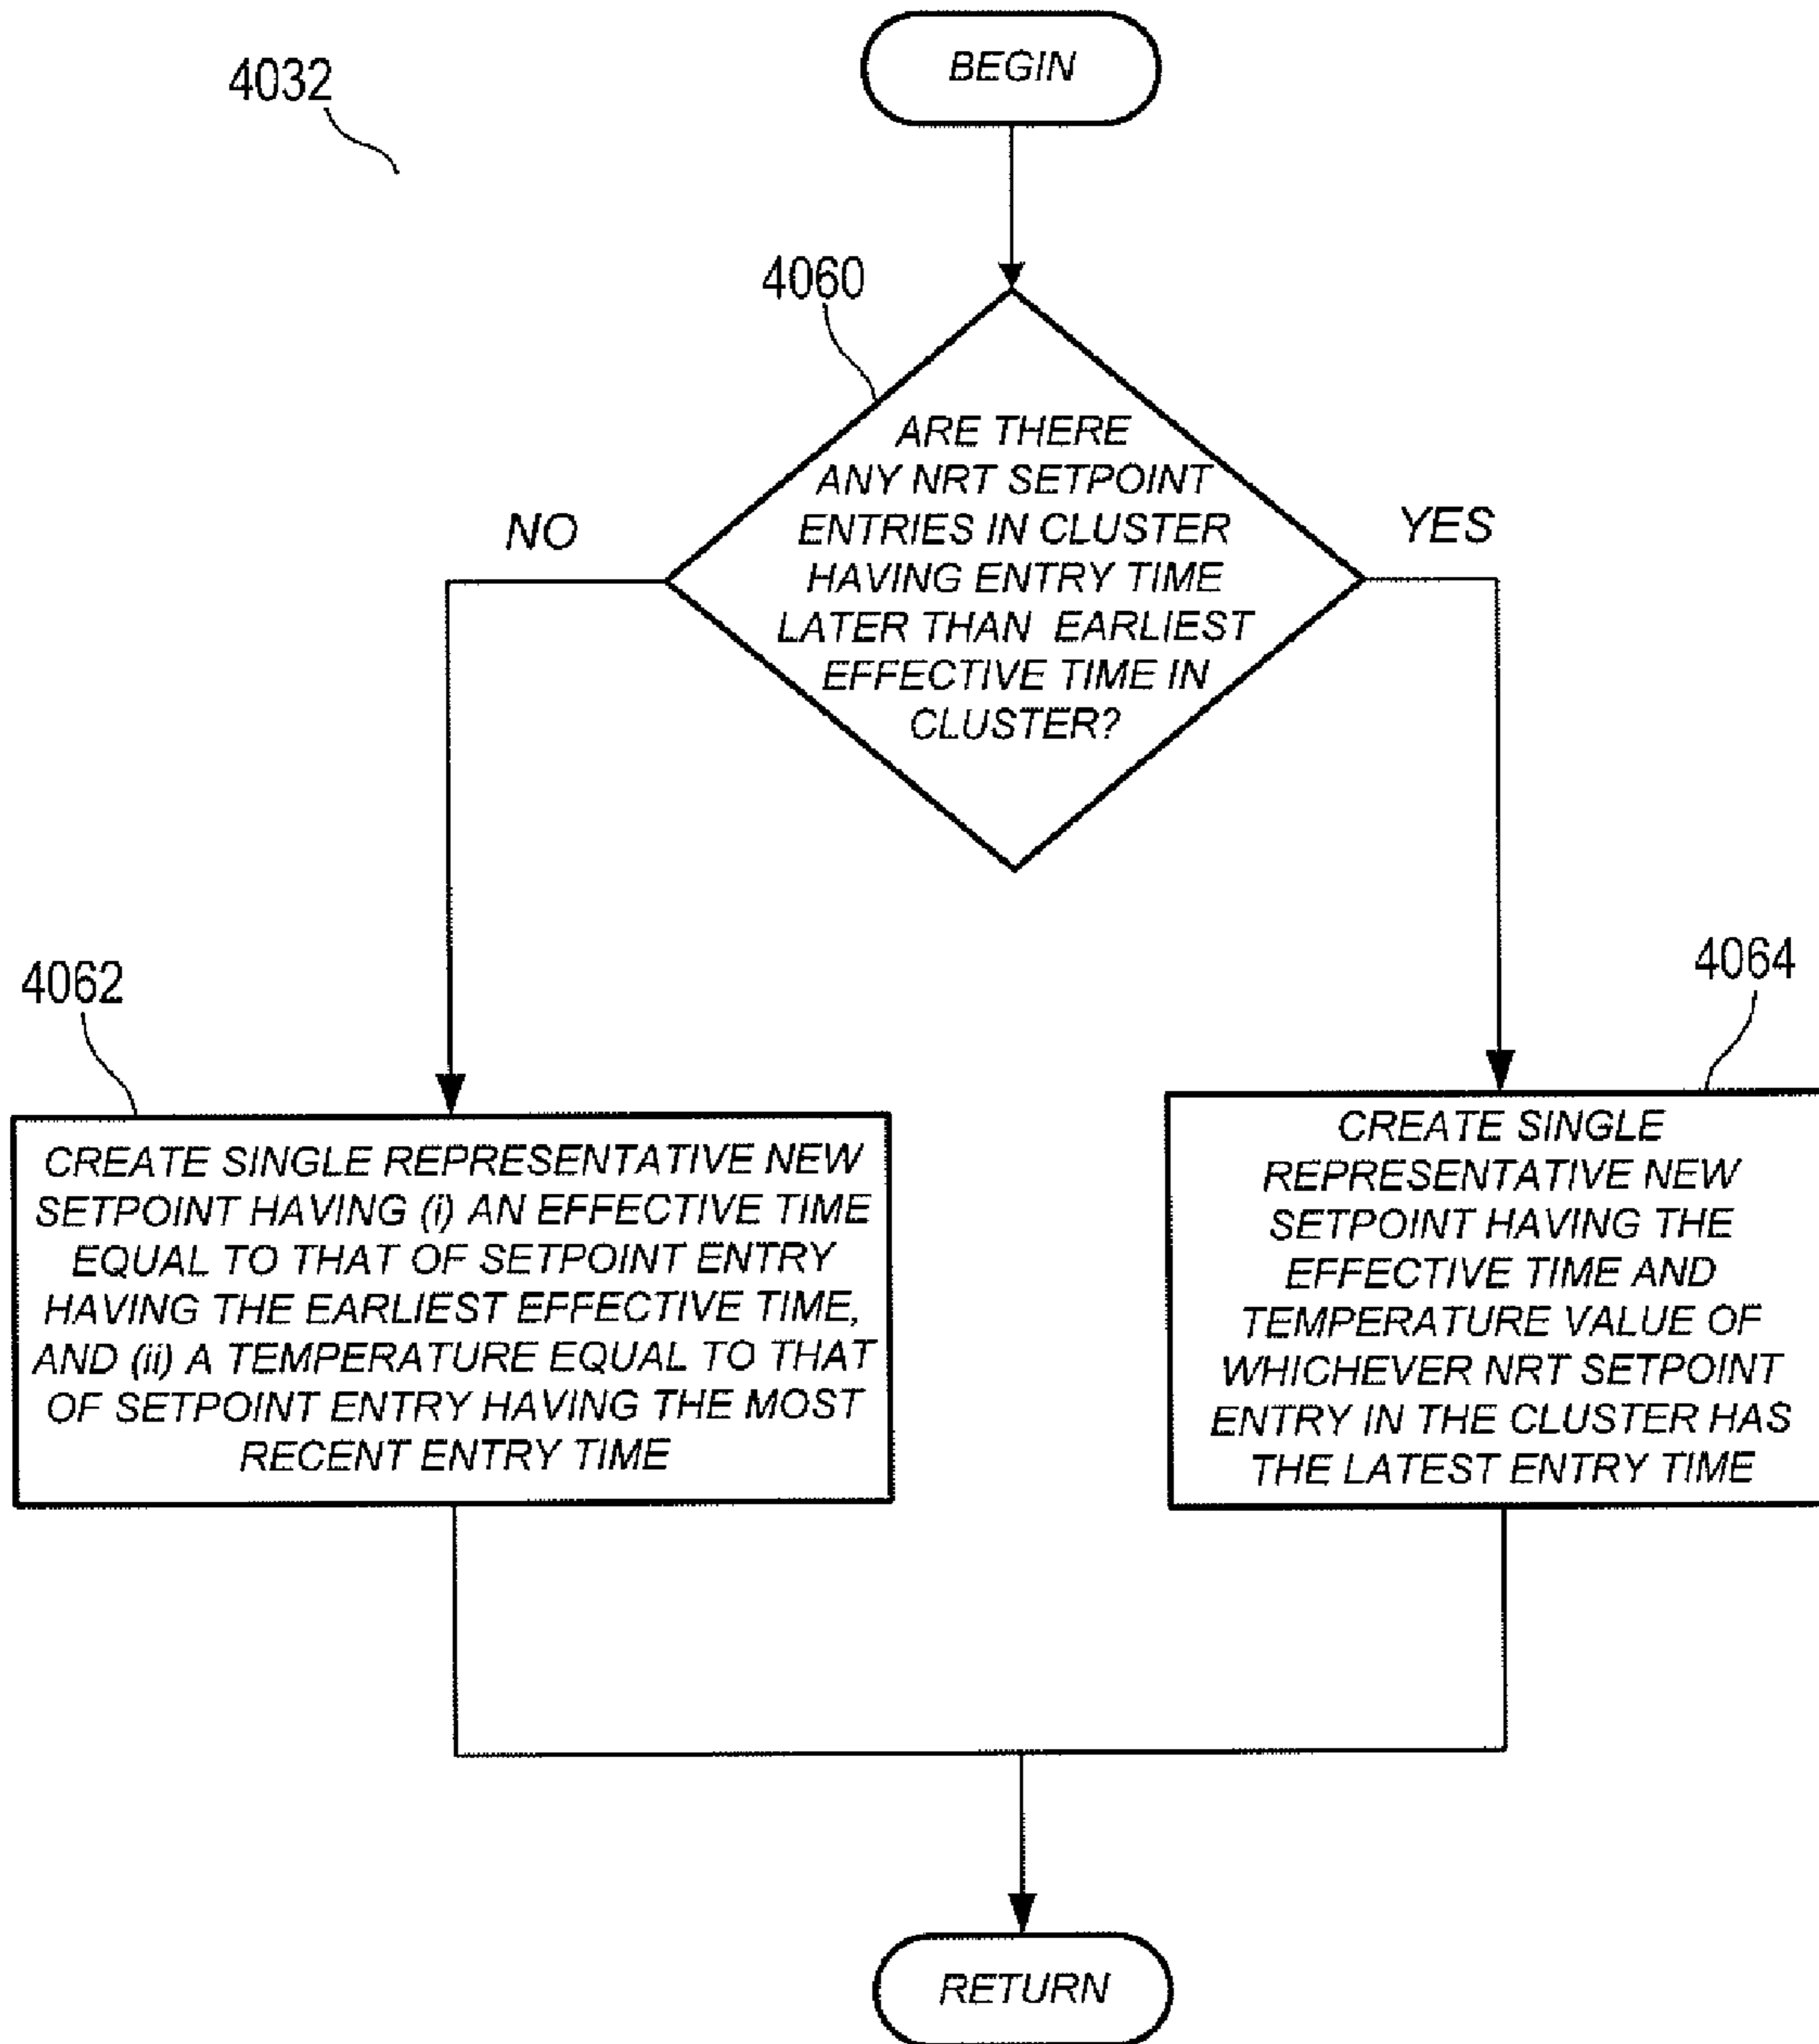 4032
BEGIN
4060
ARE THERE
ANY NRT SETPOINT
ENTRIES IN CLUSTER
HAVING ENTRY TIME
LATER THAN EARLIEST
EFFECTIVE TIME IN
CLUSTER?
NO
YES
4062
CREATE SINGLE REPRESENTATIVE NEW
SETPOINT HAVING (i) AN EFFECTIVE TIME
EQUAL TO THAT OF SETPOINT ENTRY
HAVING THE EARLIEST EFFECTIVE TIME,
AND (ii) A TEMPERATURE EQUAL TO THAT
OF SETPOINT ENTRY HAVING THE MOST
RECENT ENTRY TIME
4064
CREATE SINGLE
REPRESENTATIVE NEW
SETPOINT HAVING THE
EFFECTIVE TIME AND
TEMPERATURE VALUE OF
WHICHEVER NRT SETPOINT
ENTRY IN THE CLUSTER HAS
THE LATEST ENTRY TIME
RETURN